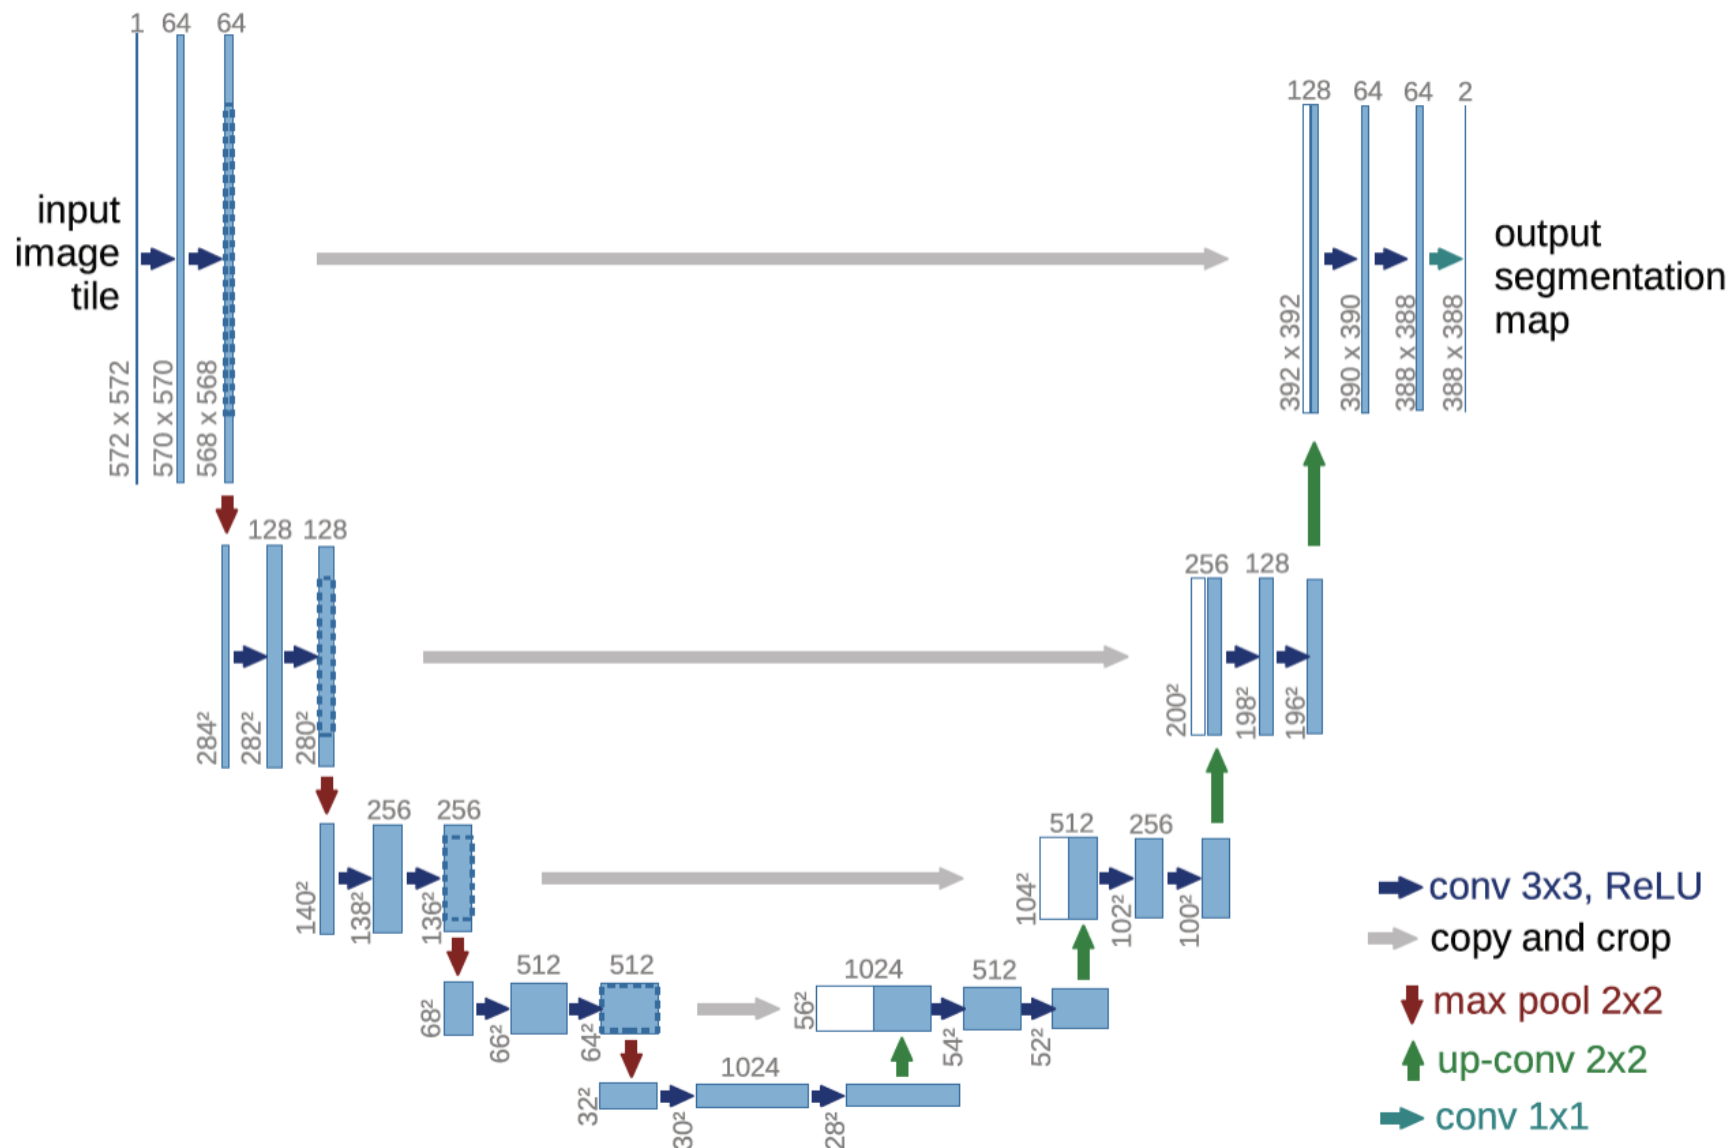 1 64 64
input
image
tile
572 x 572
570 x 570
568 x 568
128 64 64 2
392 x 392
390 x 390
388 x 388
388 x 388
output
segmentation
map
128 128
284²
282²
280²
256 128
200²
198²
196²
256 256
140²
138²
136²
512 256
104²
102²
100²
512 512
68²
66²
64²
1024 512
56²
54²
52²
1024
32²
30²
28²
conv 3x3, ReLU
copy and crop
max pool 2x2
up-conv 2x2
conv 1x1